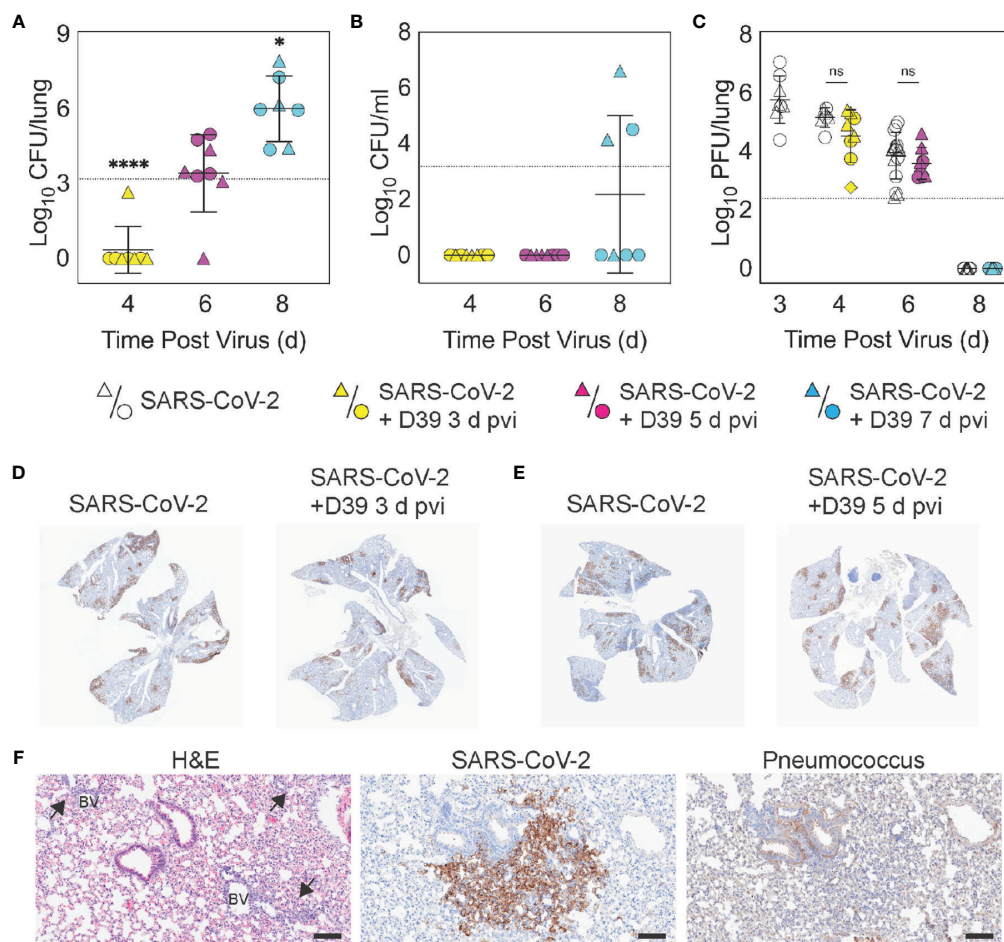 A
Log10 CFU/lung
9
6
3
0
****
*
4
6
8
Time Post Virus (d)
B
Log10 CFU/ml
8
6
4
2
0
4
6
8
Time Post Virus (d)
C
Log10 PFU/lung
8
6
4
2
0
ns
ns
3
4
6
8
Time Post Virus (d)
/ SARS-CoV-2
/ SARS-CoV-2
+ D39 3 d pvi
/ SARS-CoV-2
+ D39 5 d pvi
/ SARS-CoV-2
+ D39 7 d pvi
D
SARS-CoV-2
SARS-CoV-2
+D39 3 d pvi
E
SARS-CoV-2
SARS-CoV-2
+D39 5 d pvi
F
H&E
BV
BV
SARS-CoV-2
Pneumococcus